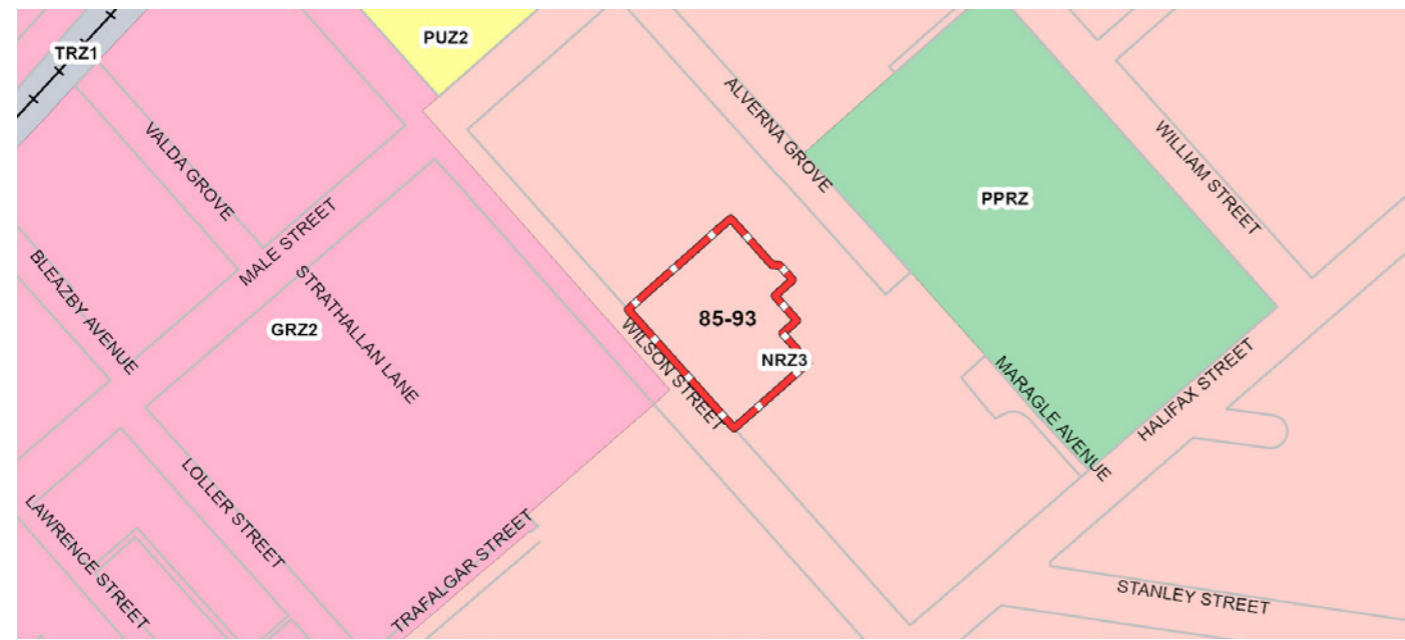 PUZ2
TRZ1
ALVERNA GROVE
VALDA GROVE
WILLIAM STREET
PPRZ
MALE STREET
BLEAZBY AVENUE
STRATHALLAN LANE
GRZ2
85-93
WILSON STREET
NRZ3
MARAGLE AVENUE
HALIFAX STREET
LOLLER STREET
LAWRENCE STREET
TRAFALGAR STREET
STANLEY STREET